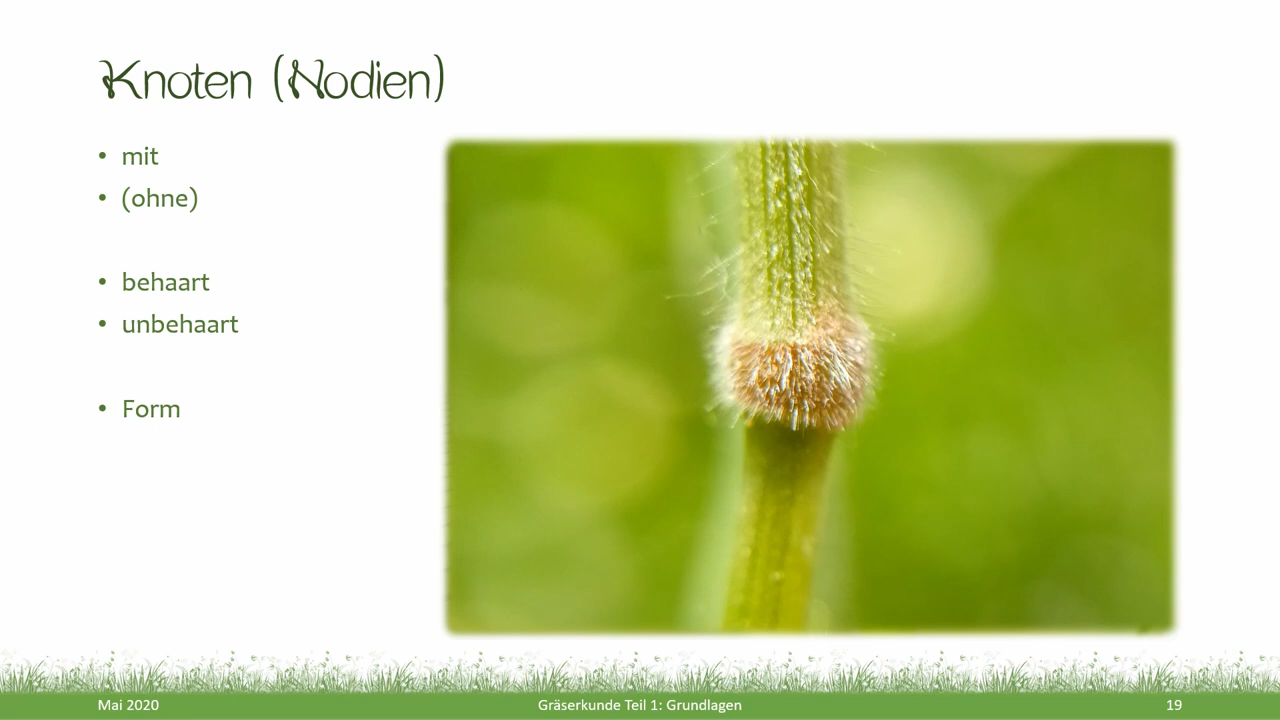 Knoten (Nodien)
• mit
• (ohne)
• behaart
• unbehaart
• Form
Mai 2020
Gräserkunde Teil 1: Grundlagen
19